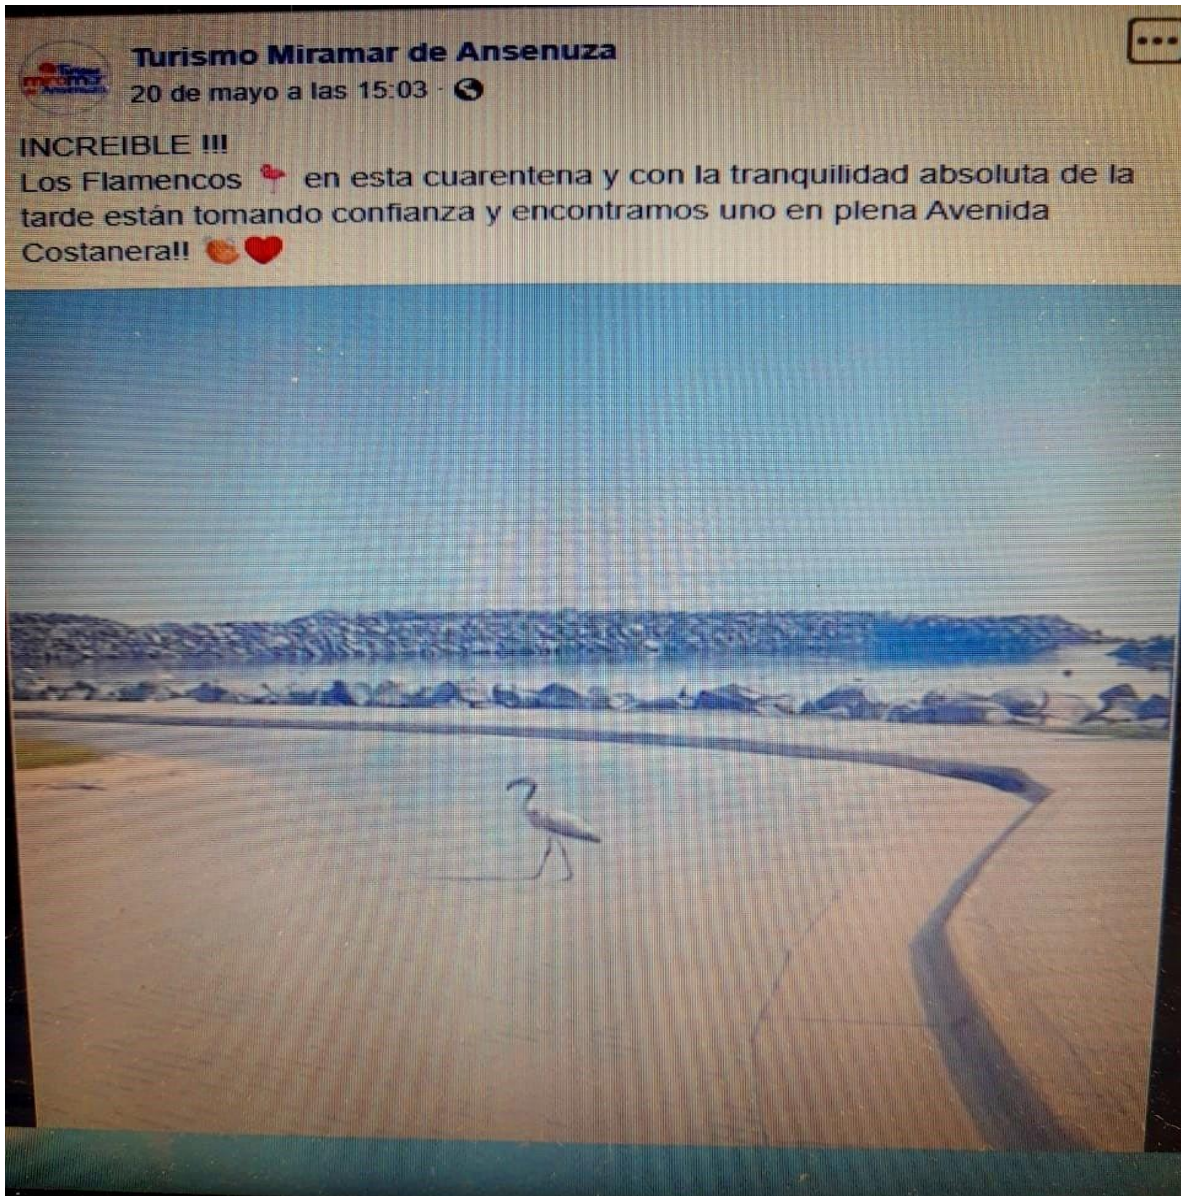 Turismo Miramar de Ansenuza
20 de mayo a las 15:03 ·
INCREIBLE !!!
Los Flamencos 🦩 en esta cuarentena y con la tranquilidad absoluta de la
tarde están tomando confianza y encontramos uno en plena Avenida
Costanera!! 👏❤️